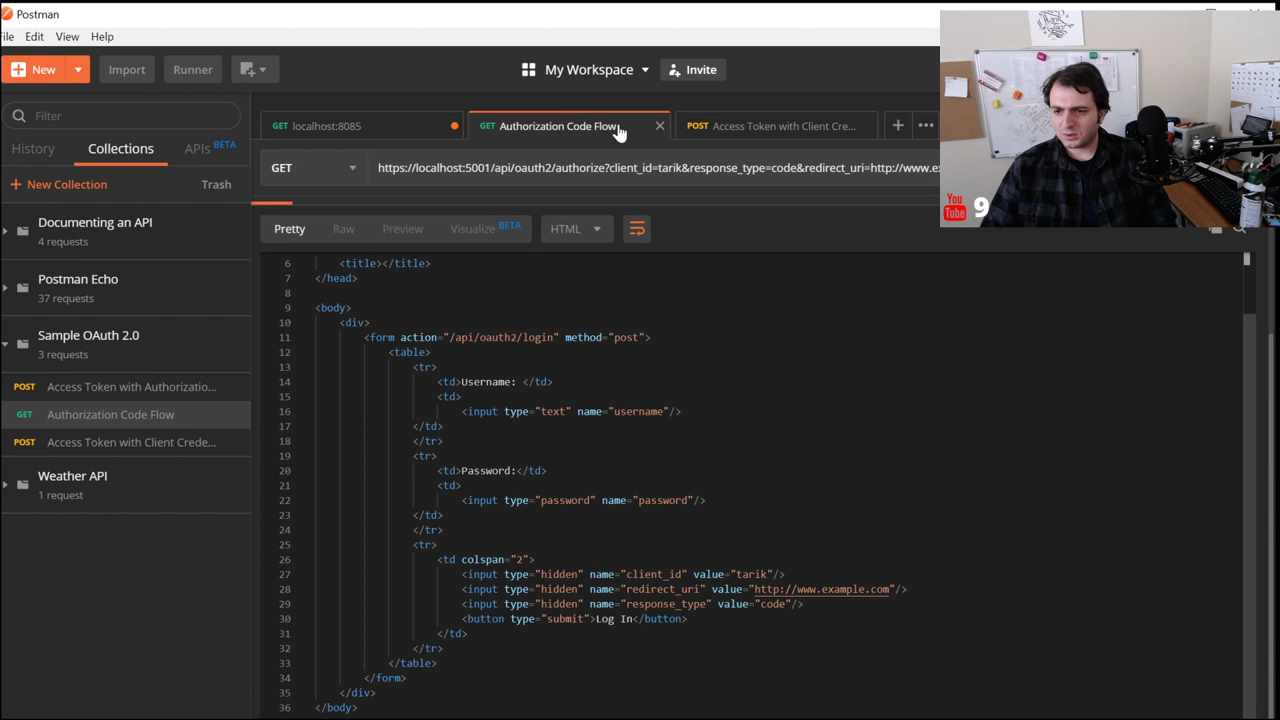 Postman
File Edit View Help
New Import Runner My Workspace Invite
Filter
History Collections APIs BETA
New Collection Trash
Documenting an API
4 requests
Postman Echo
37 requests
Sample OAuth 2.0
3 requests
POST Access Token with Authorizatio...
GET Authorization Code Flow
POST Access Token with Client Crede...
Weather API
1 request
GET localhost:8085 GET Authorization Code Flow POST Access Token with Client Cre...
GET https://localhost:5001/api/oauth2/authorize?client_id=tarik&response_type=code&redirect_uri=http://www.e
You Tube 9
Pretty Raw Preview Visualize BETA HTML
6 <title></title>
7 </head>
8
9 <body>
10 <div>
11 <form action="/api/oauth2/login" method="post">
12 <table>
13 <tr>
14 <td>Username: </td>
15 <td>
16 <input type="text" name="username"/>
17 </td>
18 </tr>
19 <tr>
20 <td>Password:</td>
21 <td>
22 <input type="password" name="password"/>
23 </td>
24 </tr>
25 <tr>
26 <td colspan="2">
27 <input type="hidden" name="client_id" value="tarik"/>
28 <input type="hidden" name="redirect_uri" value="http://www.example.com"/>
29 <input type="hidden" name="response_type" value="code"/>
30 <button type="submit">Log In</button>
31 </td>
32 </tr>
33 </table>
34 </form>
35 </div>
36 </body>